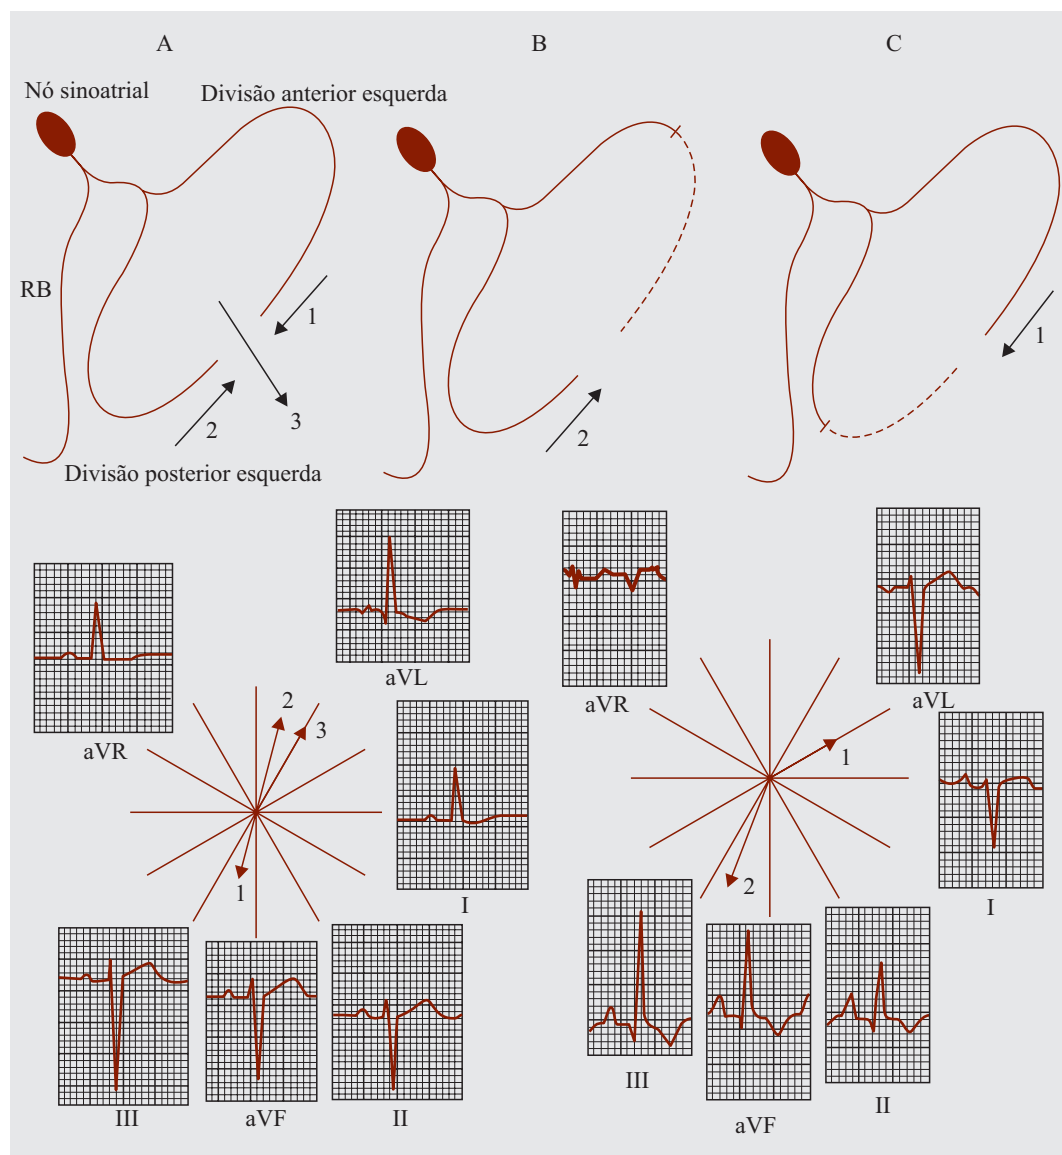 A B C
Nó sinoatrial
Divisão anterior esquerda
RB
1
1
2
3
2
Divisão posterior esquerda
aVR
aVL
aVR
aVL
2
3
1
1
2
I
I
III
aVF
II
III
aVF
II